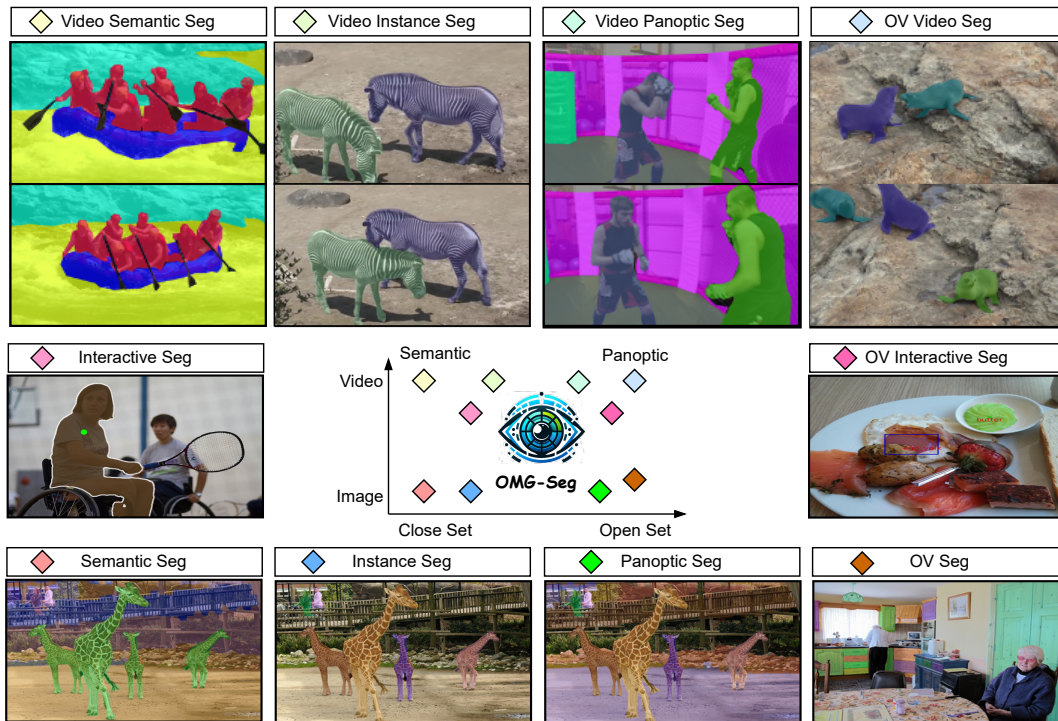 Video Semantic Seg
Video Instance Seg
Video Panoptic Seg
OV Video Seg
Interactive Seg
OV Interactive Seg
Semantic
Panoptic
Video
OMG-Seg
Image
Close Set
Open Set
butter
Semantic Seg
Instance Seg
Panoptic Seg
OV Seg